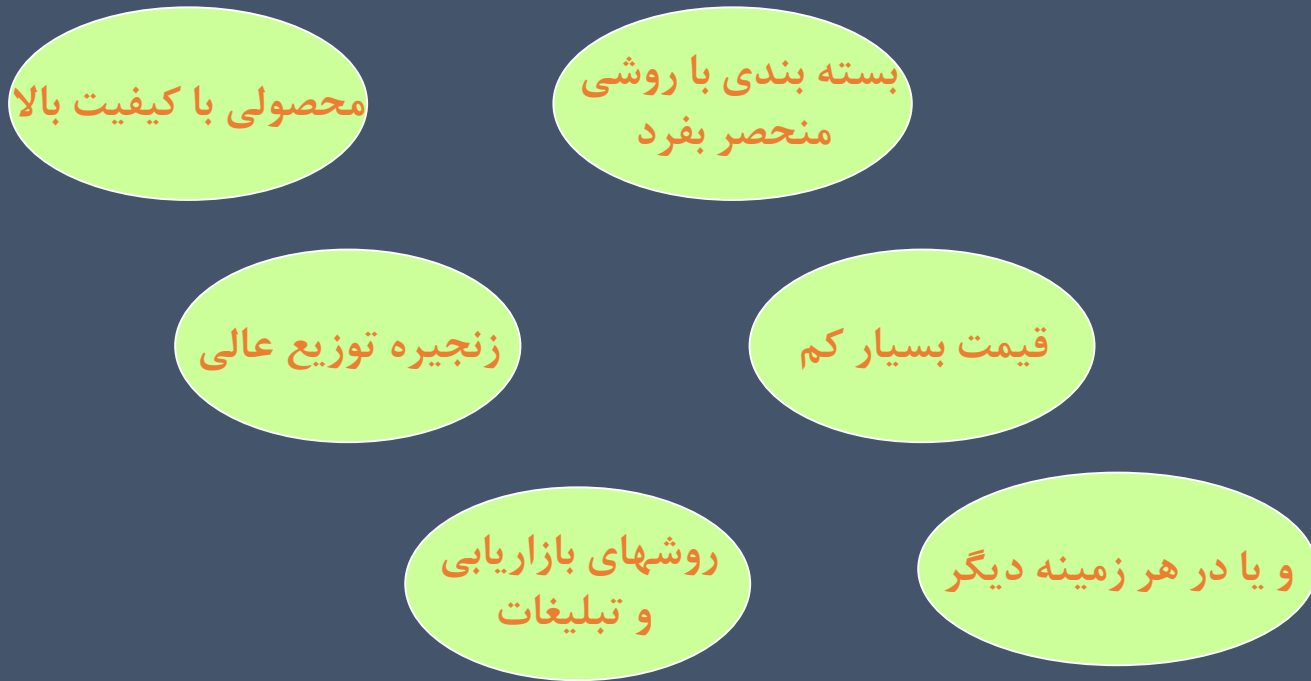 بسته بندی با روشی
منحصر بفرد
محصولی با کیفیت بالا
قیمت بسیار کم
زنجیره توزیع عالی
و یا در هر زمینه دیگر
روشهای بازاریابی
و تبلیغات